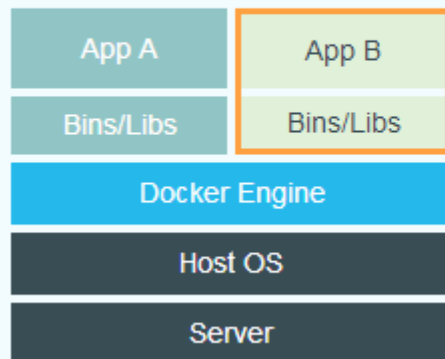 App A
App B
Bins/Libs
Bins/Libs
Docker Engine
Host OS
Server